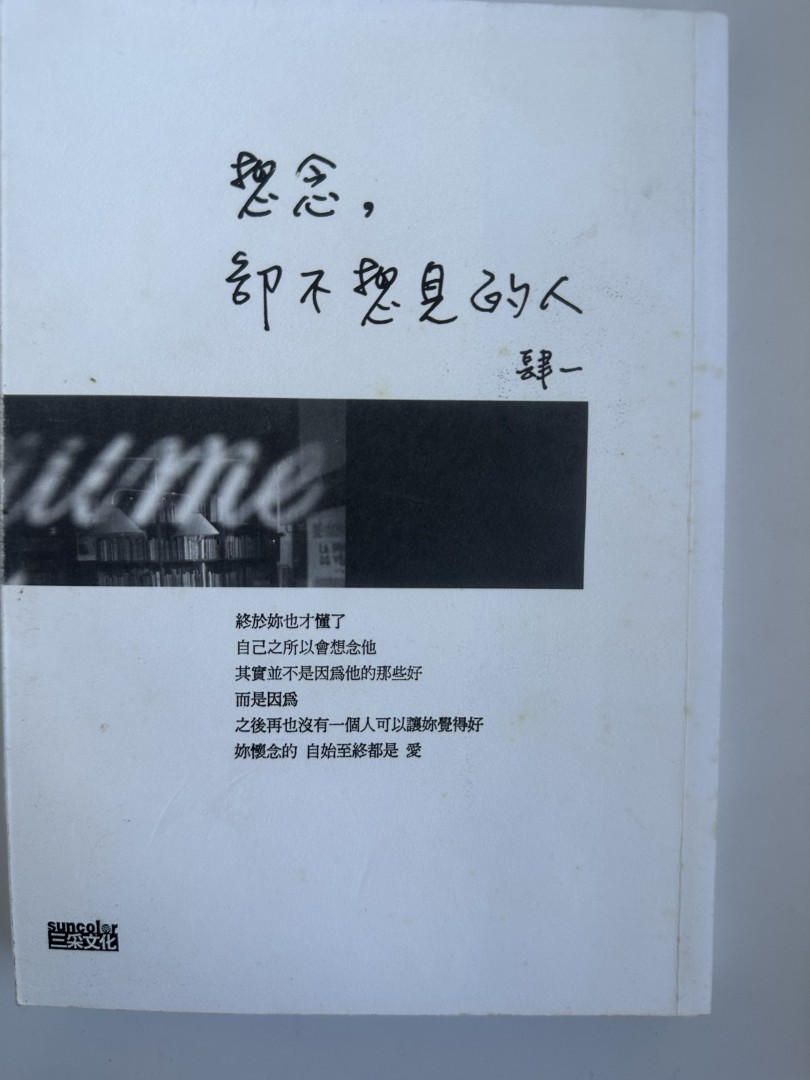 想念，
卻不想見的人
肆一
me
終於妳也才懂了
自己之所以會想念他
其實並不是因爲他的那些好
而是因爲
之後再也沒有一個人可以讓妳覺得好
妳懷念的 自始至終都是 愛
suncolor
三采文化